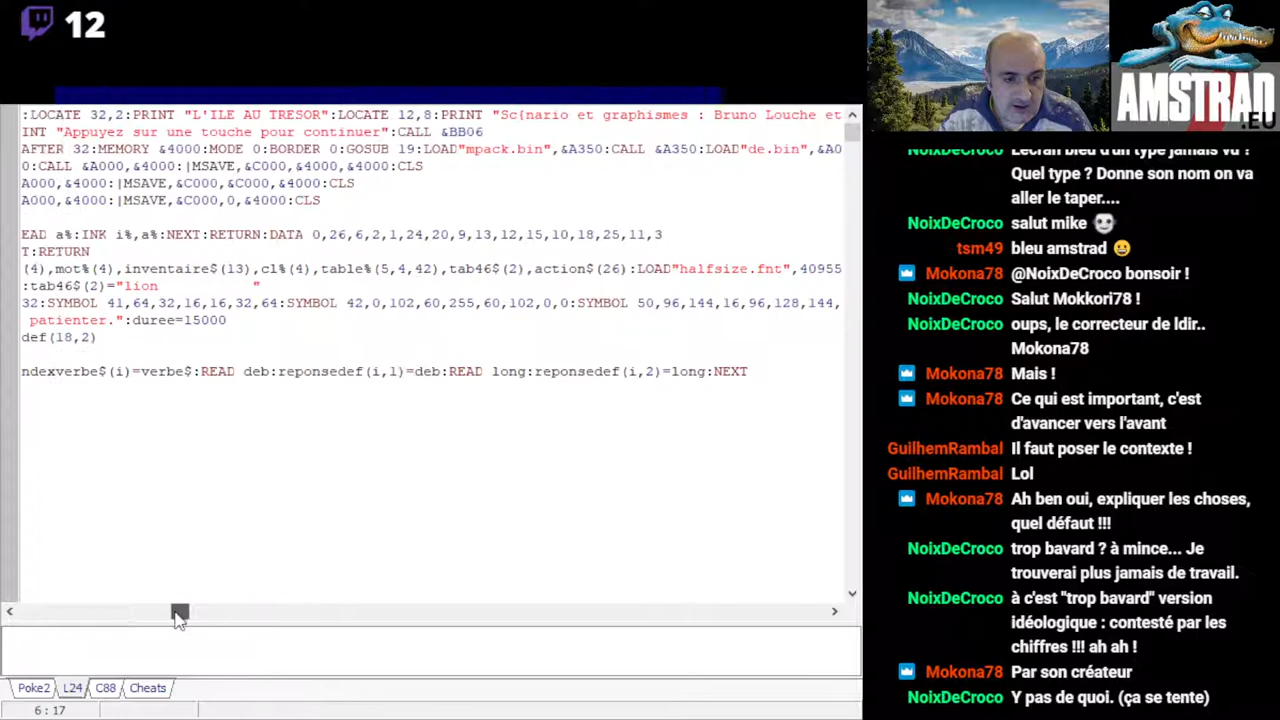 12
:LOCATE 32,2:PRINT "L'ILE AU TRESOR":LOCATE 12,8:PRINT "Sc{nario et graphismes : Bruno Louche et
INT "Appuyez sur une touche pour continuer":CALL &BB06
AFTER 32:MEMORY &4000:MODE 0:BORDER 0:GOSUB 19:LOAD"mpack.bin",&A350:CALL &A350:LOAD"de.bin",&A0
0:CALL &A000,&4000:|MSAVE,&C000,&4000:CLS
A000,&4000:|MSAVE,&C000,&C000,&4000:CLS
A000,&4000:|MSAVE,&C000,0,&4000:CLS
EAD a%:INK i%,a%:NEXT:RETURN:DATA 0,26,6,2,1,24,20,9,13,12,15,10,18,25,11,3
T:RETURN
(4),mot%(4),inventaire$(13),cl%(4),table%(5,4,42),tab46$(2),action$(26):LOAD"halfsize.fnt",40955
:tab46$(2)="lion "
32:SYMBOL 41,64,32,16,16,32,64:SYMBOL 42,0,102,60,255,60,102,0,0:SYMBOL 50,96,144,16,96,128,144,
patienter.":duree=15000
def(18,2)
ndexverbe$(i)=verbe$:READ deb:reponsedef(i,1)=deb:READ long:reponsedef(i,2)=long:NEXT
Poke2 L24 C88 Cheats
6 : 17
AMSTRAD
.EU
NoixDeCroco L'écran bleu d'un type jamais vu ?
Quel type ? Donne son nom on va
aller le taper....
NoixDeCroco salut mike
tsm49 bleu amstrad
Mokona78 @NoixDeCroco bonsoir !
NoixDeCroco Salut Mokkori78 !
NoixDeCroco oups, le correcteur de ldir..
Mokona78
Mokona78 Mais !
Mokona78 Ce qui est important, c'est
d'avancer vers l'avant
GuilhemRambal Il faut poser le contexte !
GuilhemRambal Lol
Mokona78 Ah ben oui, expliquer les choses,
quel défaut !!!
NoixDeCroco trop bavard ? à mince... Je
trouverai plus jamais de travail.
NoixDeCroco à c'est "trop bavard" version
idéologique : contesté par les
chiffres !!! ah ah !
Mokona78 Par son créateur
NoixDeCroco Y pas de quoi. (ça se tente)